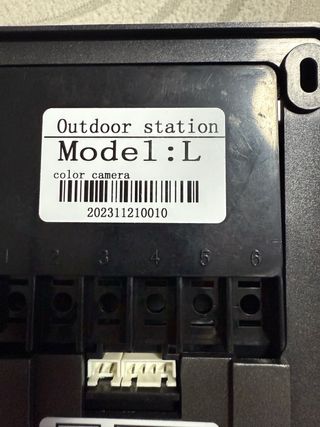 Outdoor station
Model:L
color camera
202311210010
1 2 3 4 5 6